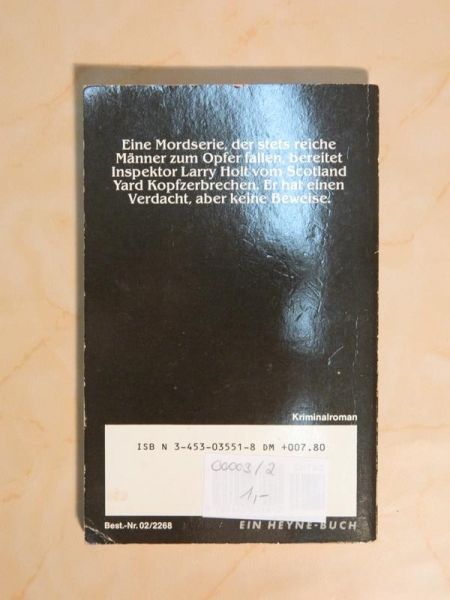 Eine Mordserie, der stets reiche
Männer zum Opfer fallen, bereitet
Inspektor Larry Holt vom Scotland
Yard Kopfzerbrechen. Er hat einen
Verdacht, aber keine Beweise.
Kriminalroman
ISB N 3-453-03551-8 DM +007.80
00003/2
1,-
Best.-Nr. 02/2268
EIN HEYNE-BUCH